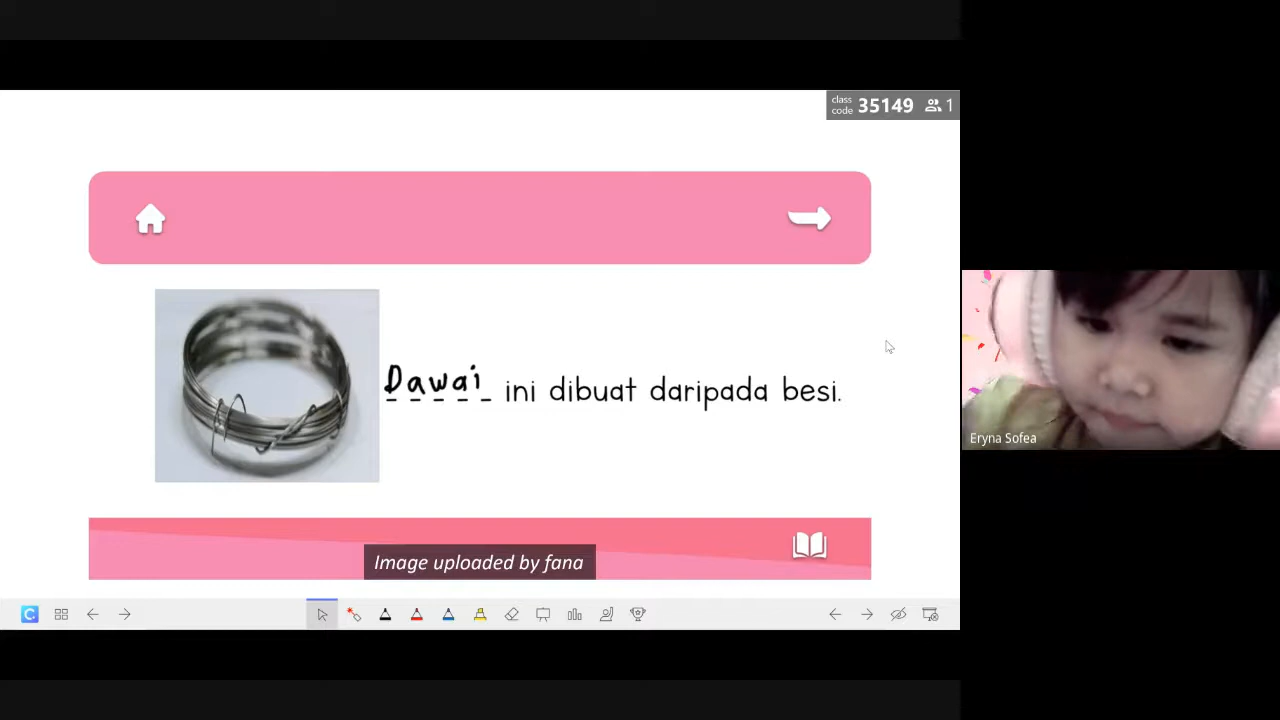 class
code 35149 1
Dawai ini dibuat daripada besi.
Eryna Sofea
Image uploaded by fana